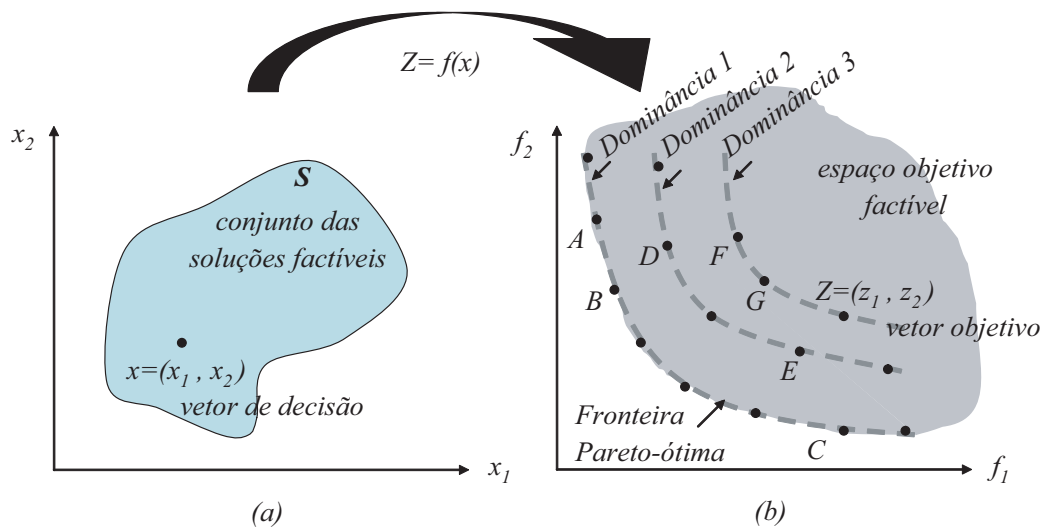 Z= f(x)
x2
S
conjunto das
soluções factíveis
x=(x1 , x2)
vetor de decisão
x1
(a)
f2
Dominância 1
Dominância 2
Dominância 3
espaço objetivo
factível
A
D
F
B
G
Z=(z1 , z2)
vetor objetivo
E
Fronteira
Pareto-ótima
C
f1
(b)